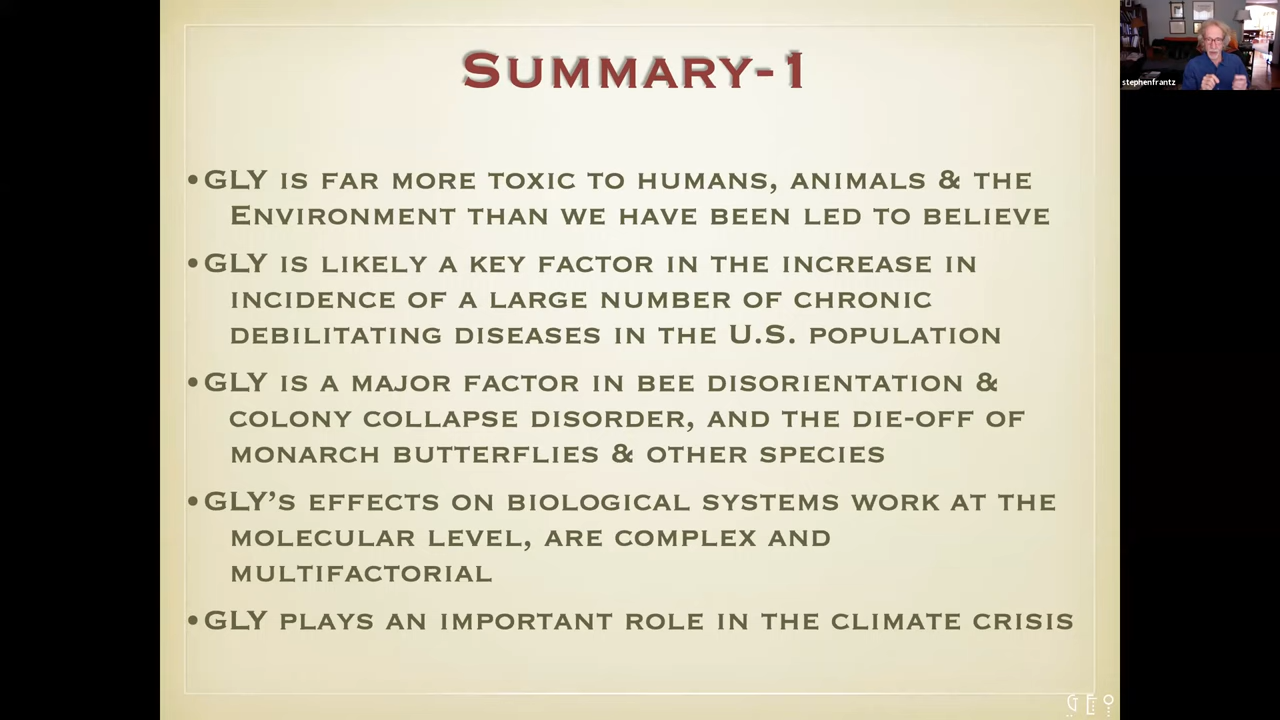 SUMMARY-1
•GLY IS FAR MORE TOXIC TO HUMANS, ANIMALS & THE
ENVIRONMENT THAN WE HAVE BEEN LED TO BELIEVE
•GLY IS LIKELY A KEY FACTOR IN THE INCREASE IN
INCIDENCE OF A LARGE NUMBER OF CHRONIC
DEBILITATING DISEASES IN THE U.S. POPULATION
•GLY IS A MAJOR FACTOR IN BEE DISORIENTATION &
COLONY COLLAPSE DISORDER, AND THE DIE-OFF OF
MONARCH BUTTERFLIES & OTHER SPECIES
•GLY’S EFFECTS ON BIOLOGICAL SYSTEMS WORK AT THE
MOLECULAR LEVEL, ARE COMPLEX AND
MULTIFACTORIAL
•GLY PLAYS AN IMPORTANT ROLE IN THE CLIMATE CRISIS
stephenfrantz
GEO